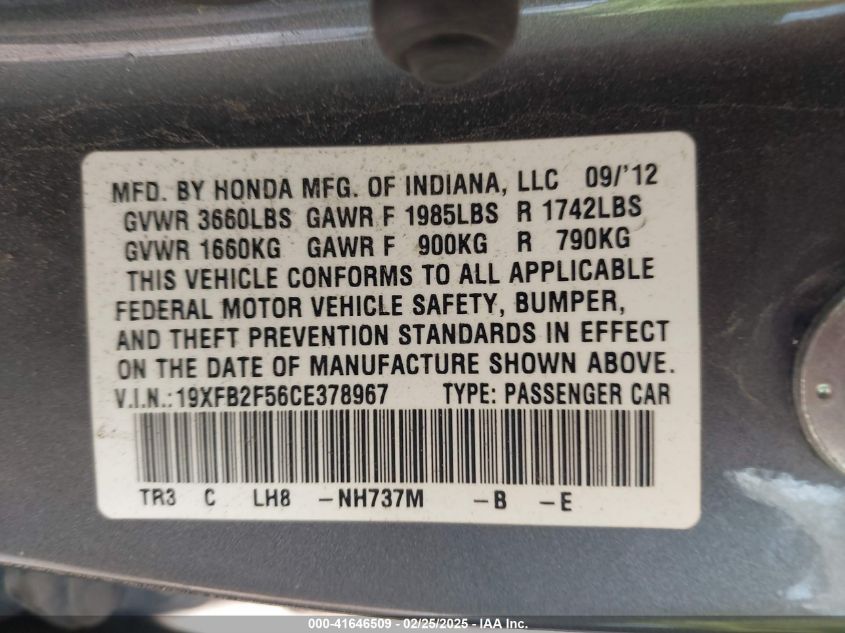 MFD. BY HONDA MFG. OF INDIANA, LLC 09/'12
GVWR 3660LBS GAWR F 1985LBS R 1742LBS
GVWR 1660KG GAWR F 900KG R 790KG
THIS VEHICLE CONFORMS TO ALL APPLICABLE
FEDERAL MOTOR VEHICLE SAFETY, BUMPER,
AND THEFT PREVENTION STANDARDS IN EFFECT
ON THE DATE OF MANUFACTURE SHOWN ABOVE.
V.I.N.:19XFB2F56CE378967 TYPE: PASSENGER CAR
TR3 C LH8 -NH737M -B -E
000-41646509 - 02/25/2025 - IAA Inc.